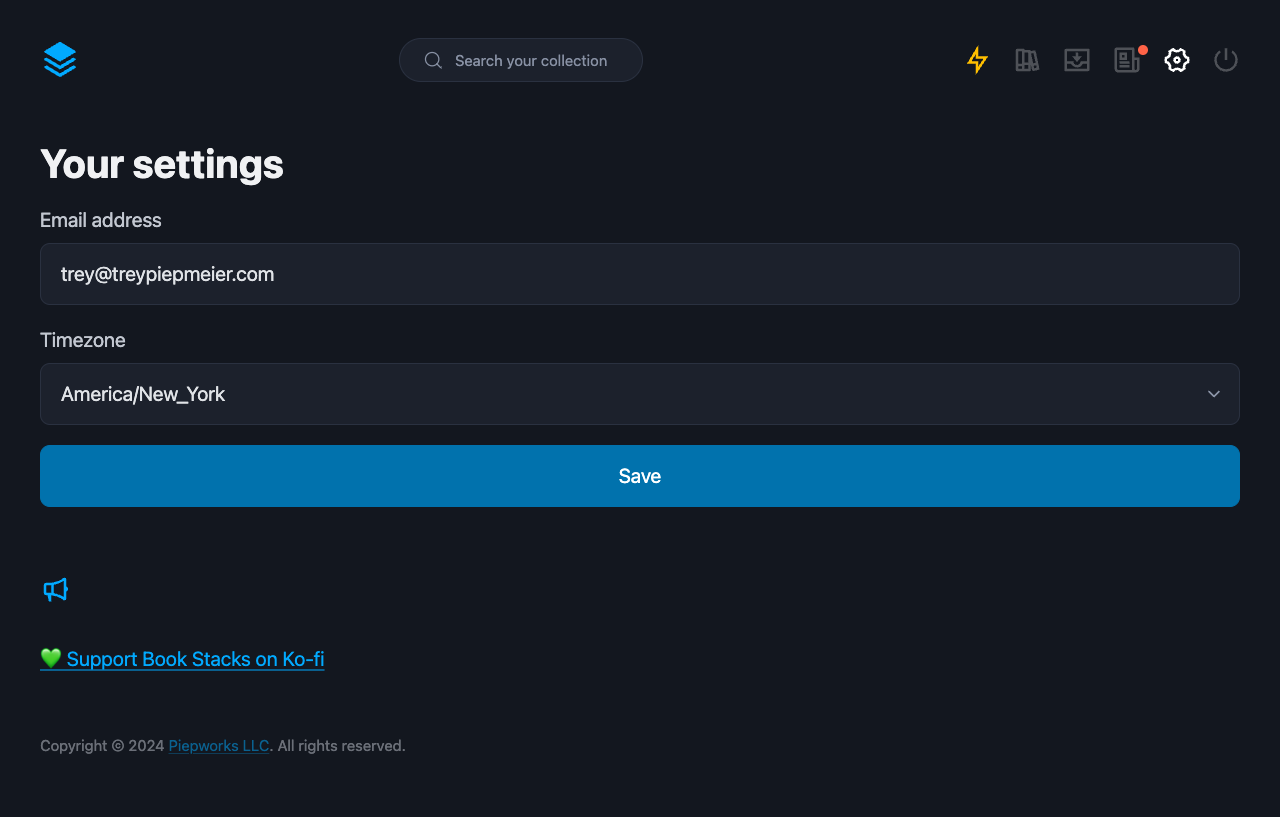 Search your collection
Your settings
Email address
trey@treypiepmeier.com
Timezone
America/New_York
Save
💚 Support Book Stacks on Ko-fi
Copyright © 2024 Piepworks LLC. All rights reserved.